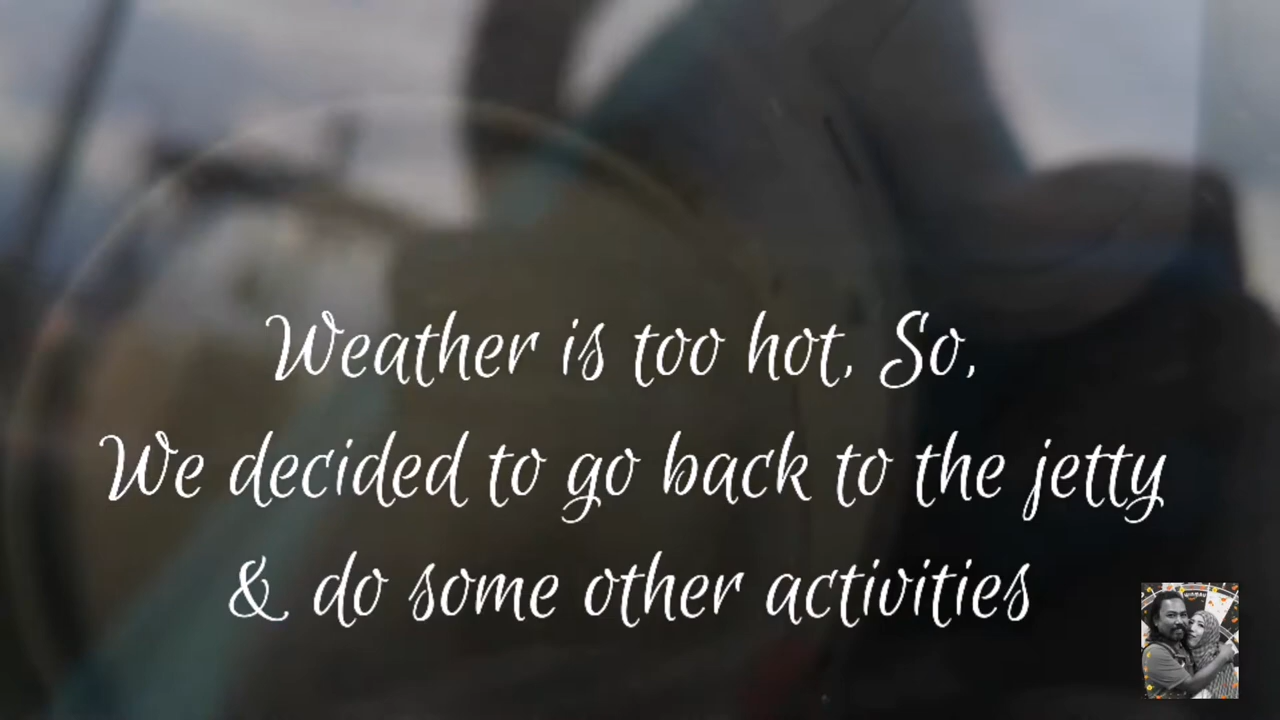 Weather is too hot, So,
We decided to go back to the jetty
& do some other activities